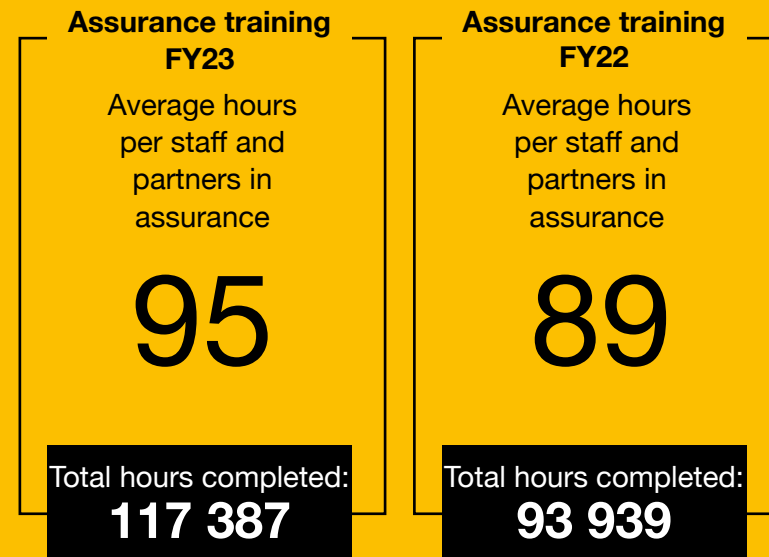 Assurance training
FY23
Average hours
per staff and
partners in
assurance
95
Total hours completed:
117 387
Assurance training
FY22
Average hours
per staff and
partners in
assurance
89
Total hours completed:
93 939